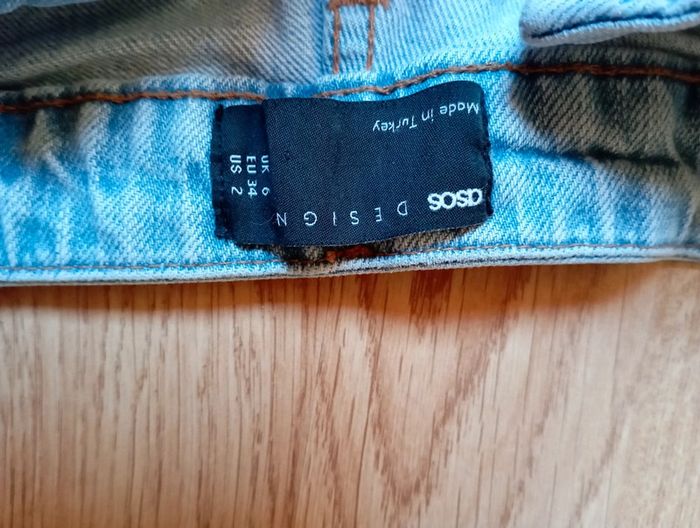 asos
DESIGN
Made in Turkey
UK 6
EU 34
US 2